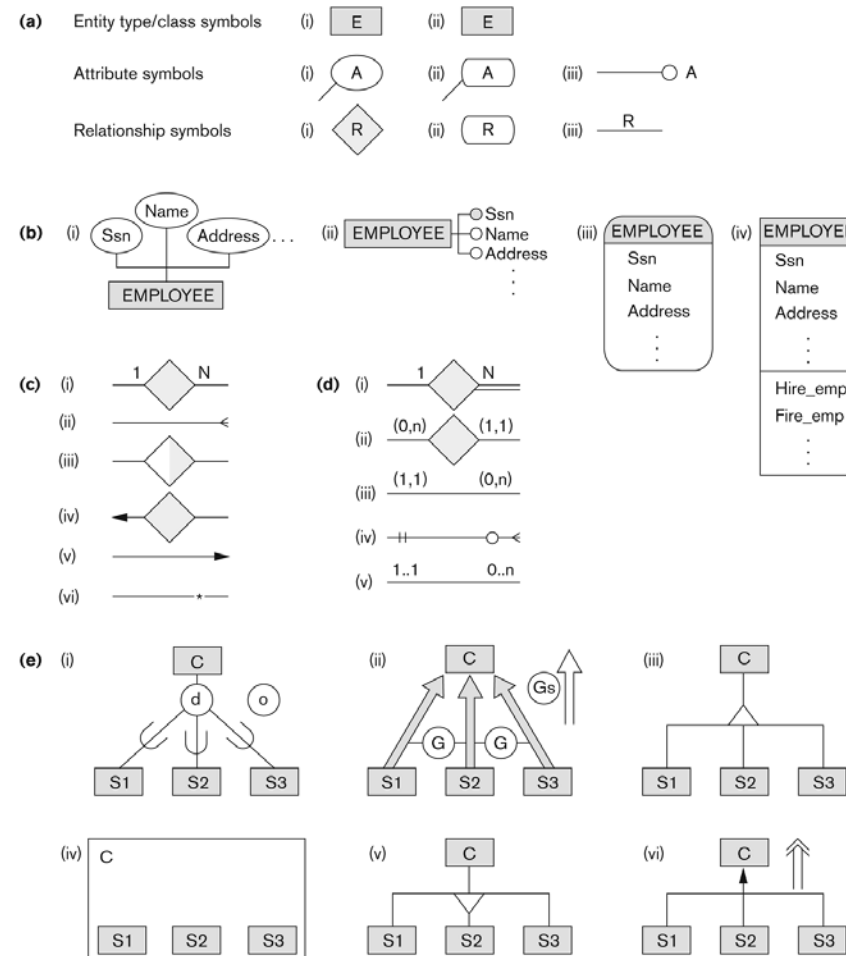 (a) Entity type/class symbols (i) E (ii) E
Attribute symbols (i) A (ii) A (iii) A
Relationship symbols (i) R (ii) R (iii) R
(b) (i) Ssn Name Address . . .
EMPLOYEE
(ii) EMPLOYEE Ssn
Name
Address
(iii) EMPLOYEE
Ssn
Name
Address
(iv) EMPLOYEE
Ssn
Name
Address
Hire_emp
Fire_emp
(c) (i) 1 N
(ii)
(iii)
(iv)
(v)
(vi) *
(d) (i) 1 N
(ii) (0,n) (1,1)
(iii) (1,1) (0,n)
(iv)
(v) 1..1 0..n
(e) (i) C
d o
S1 S2 S3
(ii) C
Gs
G G
S1 S2 S3
(iii) C
S1 S2 S3
(iv) C
S1 S2 S3
(v) C
S1 S2 S3
(vi) C
S1 S2 S3